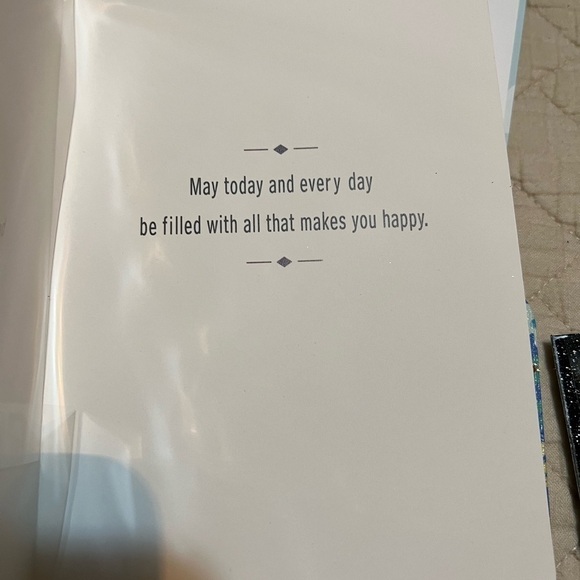 May today and every day
be filled with all that makes you happy.